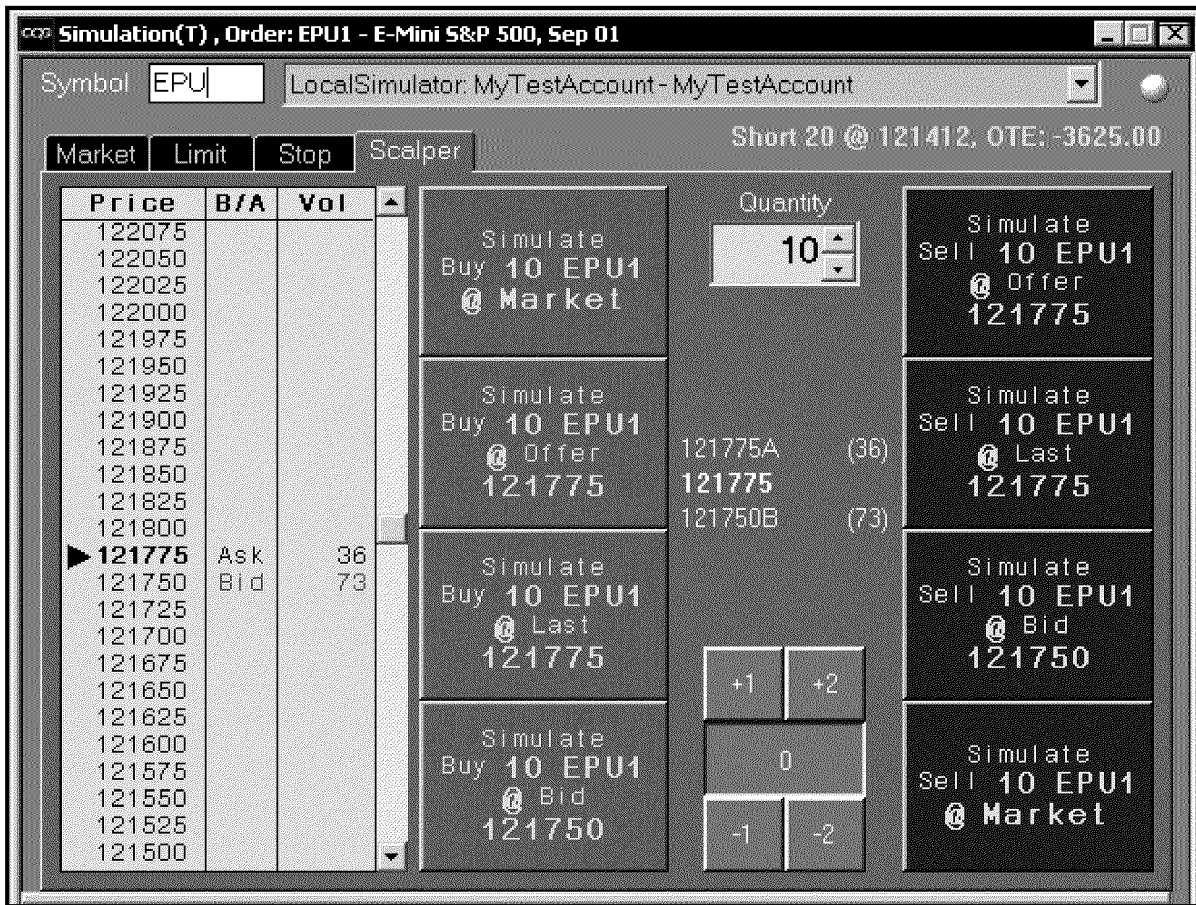 CQG Simulation(T) , Order: EPU1 - E-Mini S&P 500, Sep 01
Symbol EPU LocalSimulator: MyTestAccount - MyTestAccount
Short 20 @ 121412, OTE: -3625.00
Market Limit Stop Scalper
Price B/A Vol
122075
122050
122025
122000
121975
121950
121925
121900
121875
121850
121825
121800
121775 Ask 36
121750 Bid 73
121725
121700
121675
121650
121625
121600
121575
121550
121525
121500
Simulate
Buy 10 EPU1
@ Market
Simulate
Buy 10 EPU1
@ Offer
121775
Simulate
Buy 10 EPU1
@ Last
121775
Simulate
Buy 10 EPU1
@ Bid
121750
Quantity
10
121775A (36)
121775
121750B (73)
+1 +2
0
-1 -2
Simulate
Sell 10 EPU1
@ Offer
121775
Simulate
Sell 10 EPU1
@ Last
121775
Simulate
Sell 10 EPU1
@ Bid
121750
Simulate
Sell 10 EPU1
@ Market